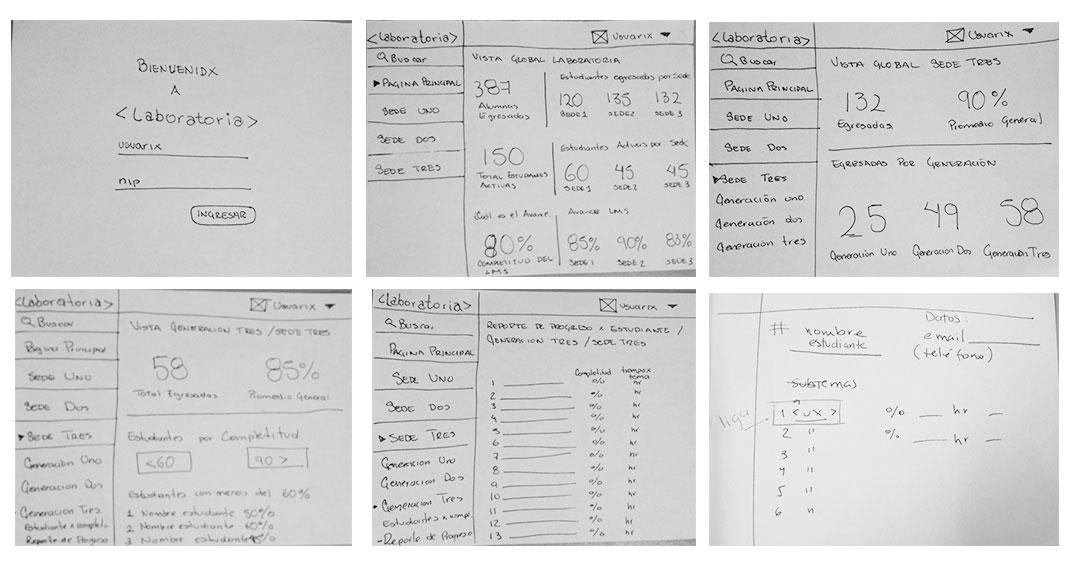 BIENVENIDX
A
<Laboratoria>
usuarix
nip
INGRESAR
<Laboratoria>
Usuarix
Buscar
PAGINA PRINCIPAL
SEDE UNO
SEDE DOS
SEDE TRES
VISTA GLOBAL LABORATORIA
387
Alumnas
Egresadas
Estudiantes egresadas por Sede
120 135 132
SEDE 1 SEDE 2 SEDE 3
150
TOTAL ESTUDIANTES
ACTIVAS
Estudiantes Activas por Sede
60 45 45
SEDE 1 SEDE 2 SEDE 3
Cuál es el Avance
80%
COMPLETITUD DEL
LMS
Avance LMS
85% 90% 83%
SEDE 1 SEDE 2 SEDE 3
<Laboratoria>
Usuarix
Buscar
PAGINA PRINCIPAL
SEDE UNO
SEDE DOS
SEDE TRES
Generación uno
Generación dos
Generación tres
VISTA GLOBAL SEDE TRES
132 90%
Egresadas Promedio General
EGRESADAS POR GENERACIÓN
25 49 58
Generación Uno Generación Dos Generación Tres
<Laboratoria>
Usuarix
Buscar
Pagina Principal
SEDE UNO
SEDE DOS
SEDE TRES
Generación Uno
Generacion Dos
Generacion Tres
Estudiante x completi.
Reporte de Progreso
VISTA GENERACION TRES / SEDE TRES
58 85%
Total Egresadas Promedio General
Estudiantes por Completitud
<60 90>
Estudiantes con menos del 60%
1 Nombre estudiante 50%
2 Nombre estudiante 60%
3 Nombre estudiante
<Laboratoria>
Usuarix
Buscar
PAGINA PRINCIPAL
SEDE UNO
SEDE DOS
SEDE TRES
Generacion Uno
Generacion Dos
Generacion Tres
Estudiantes x compl.
-Reporte de Progreso
REPORTE DE PROGRESO x ESTUDIANTE /
GENERACION TRES / SEDE TRES
Completitud tiempo x
tema
1 % hr
2 % hr
3 % hr
4 % hr
5 % hr
6 % hr
7 % hr
8 % hr
9 % hr
10 % hr
11 % hr
12 % hr
13 % hr
# nombre
estudiante
Datos:
email
(teléfono)
SUBTEMAS
liga
1 <UX> % hr
2 " % hr
3 "
4 "
5 "
6 "